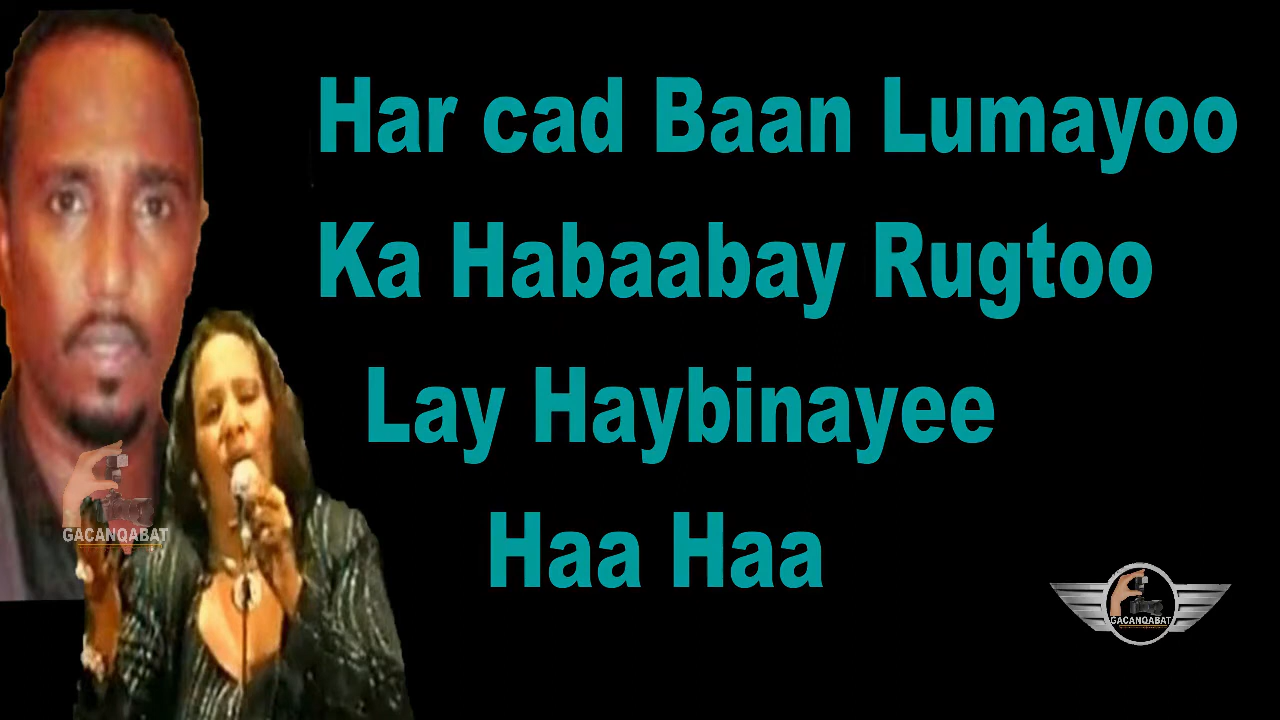 Har cad Baan Lumayoo
Ka Habaabay Rugtoo
Lay Haybinayee
Haa Haa
GACANQABAT
GACANQABAT